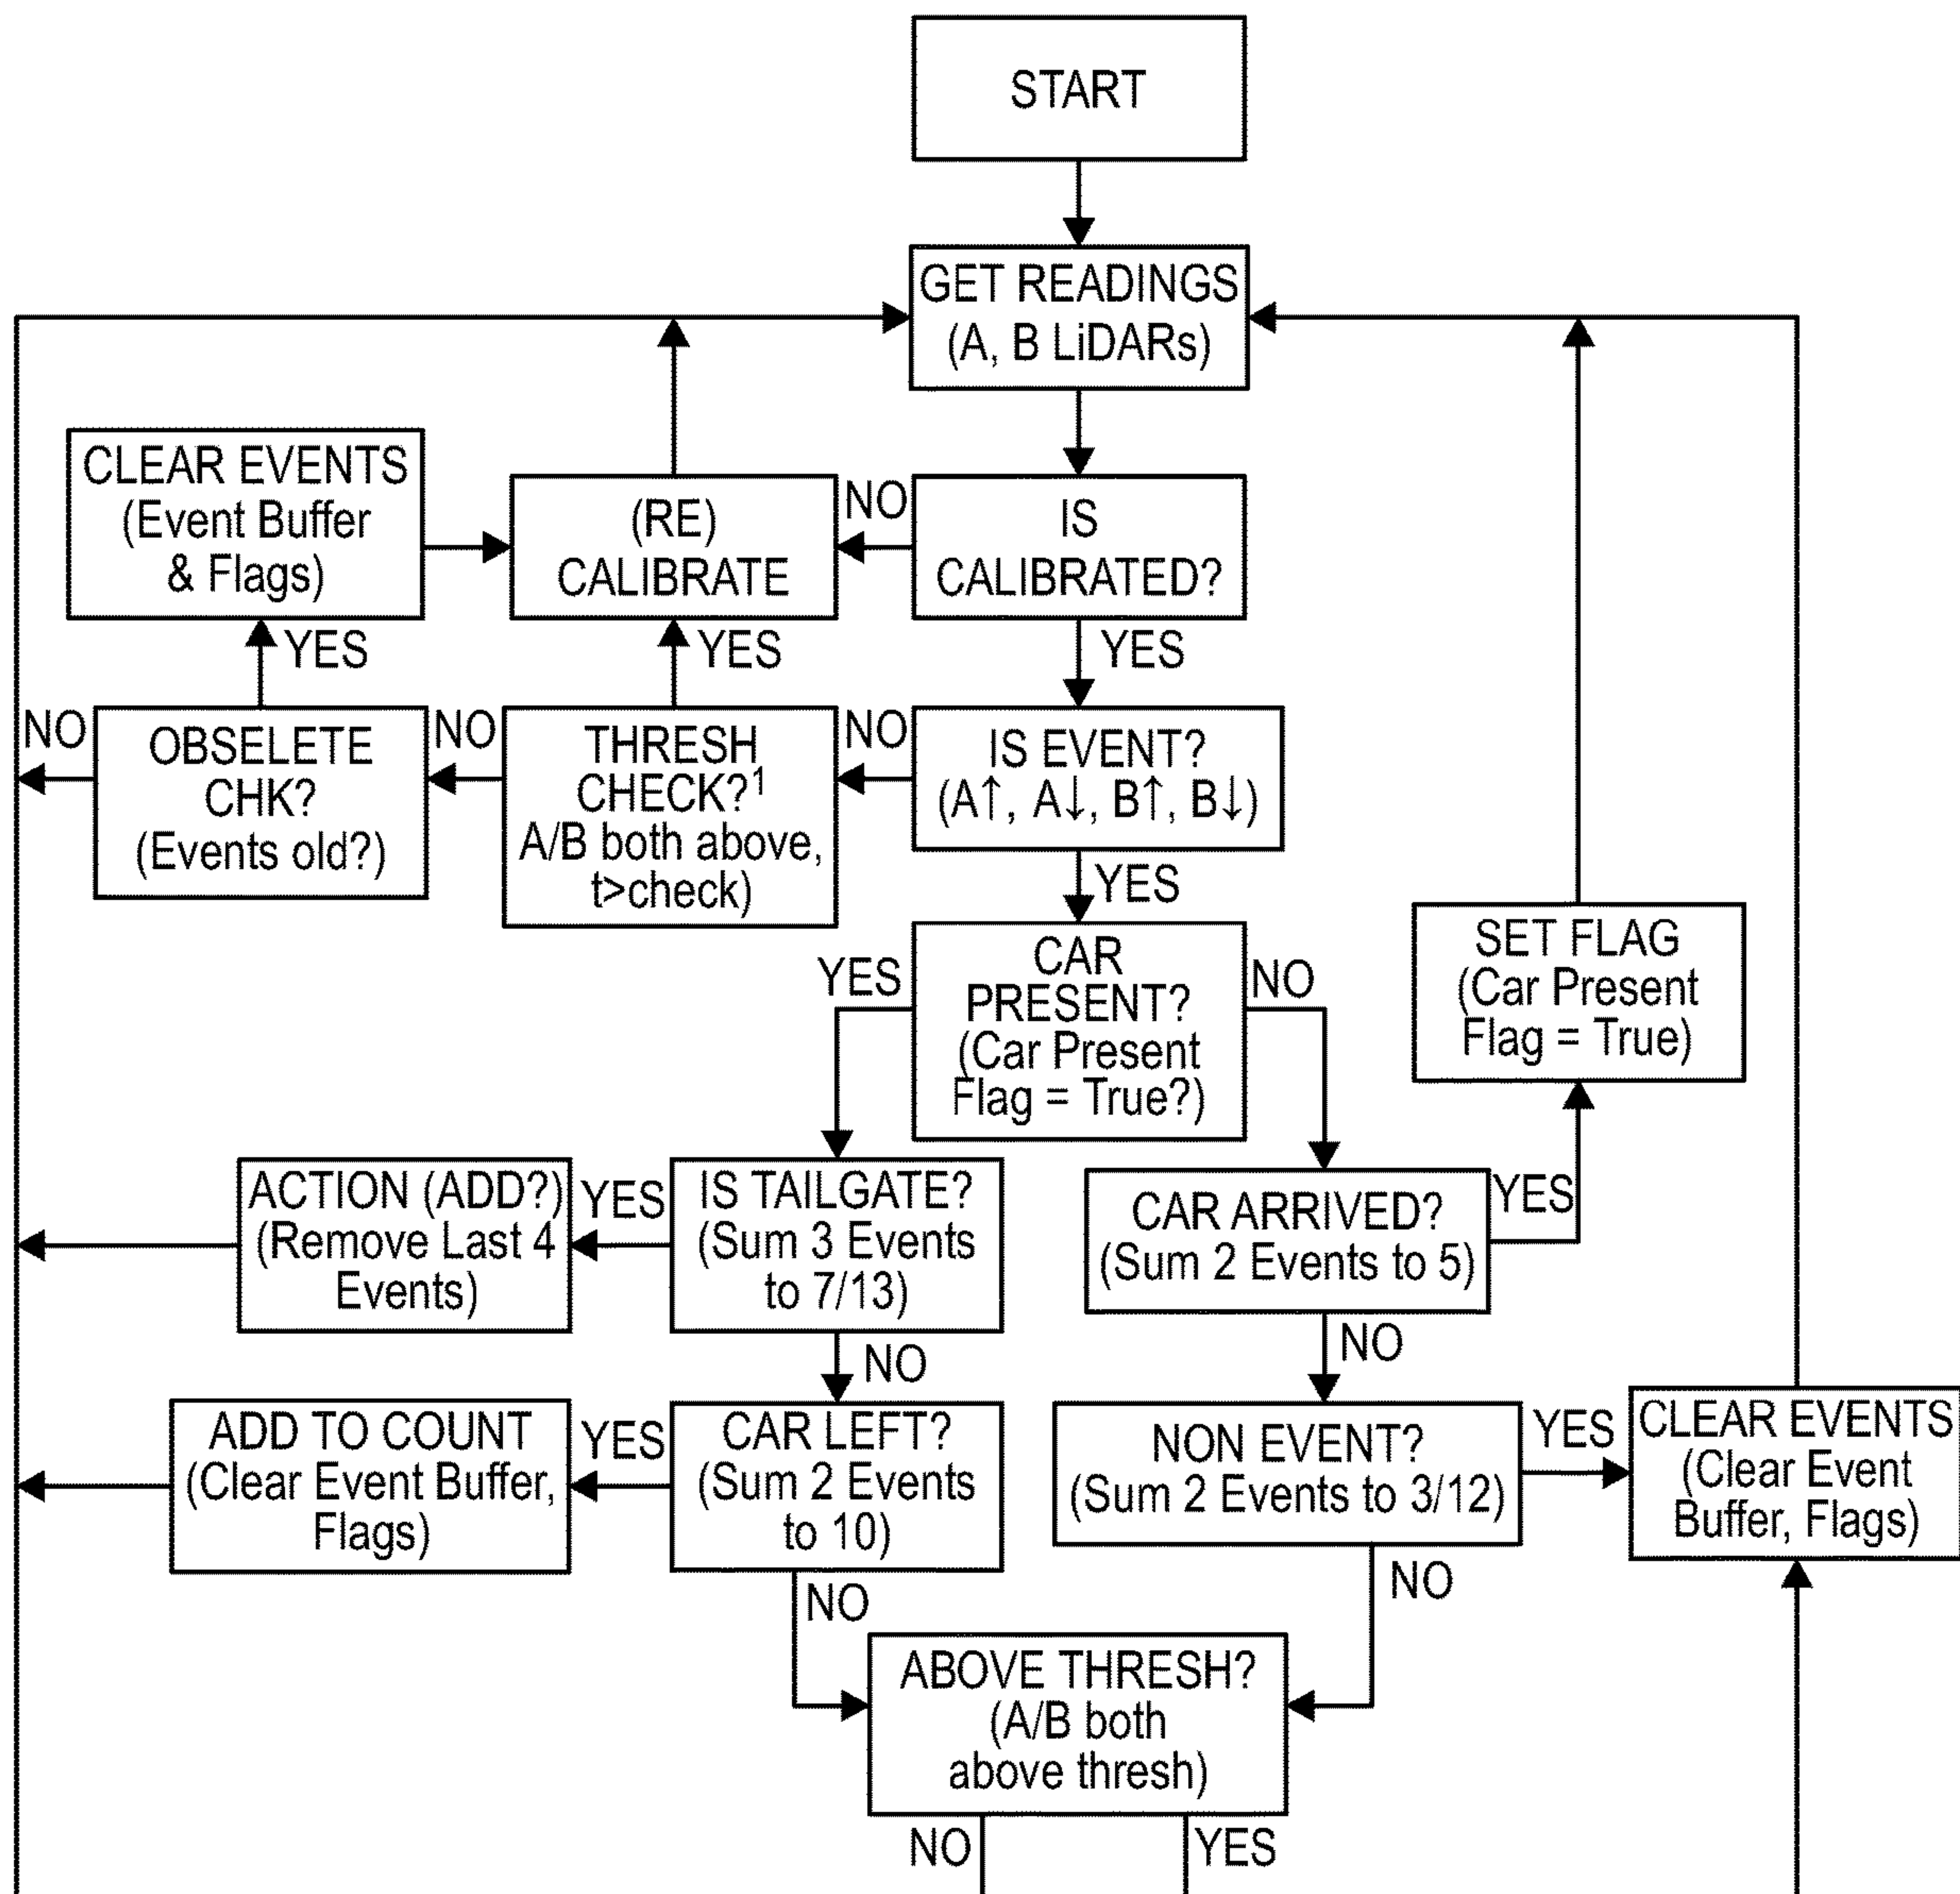 START
GET READINGS
(A, B LiDARs)
CLEAR EVENTS
(Event Buffer
& Flags)
(RE)
CALIBRATE
NO
IS
CALIBRATED?
YES
YES
YES
NO
OBSELETE
CHK?
(Events old?)
NO
THRESH
CHECK?¹
A/B both above,
t>check)
NO
IS EVENT?
(A↑, A↓, B↑, B↓)
YES
YES
CAR
PRESENT?
(Car Present
Flag = True?)
NO
SET FLAG
(Car Present
Flag = True)
ACTION (ADD?)
(Remove Last 4
Events)
YES
IS TAILGATE?
(Sum 3 Events
to 7/13)
CAR ARRIVED?
(Sum 2 Events to 5)
YES
NO
NO
ADD TO COUNT
(Clear Event Buffer,
Flags)
YES
CAR LEFT?
(Sum 2 Events
to 10)
NON EVENT?
(Sum 2 Events to 3/12)
YES
CLEAR EVENTS
(Clear Event
Buffer, Flags)
NO
NO
ABOVE THRESH?
(A/B both
above thresh)
NO
YES